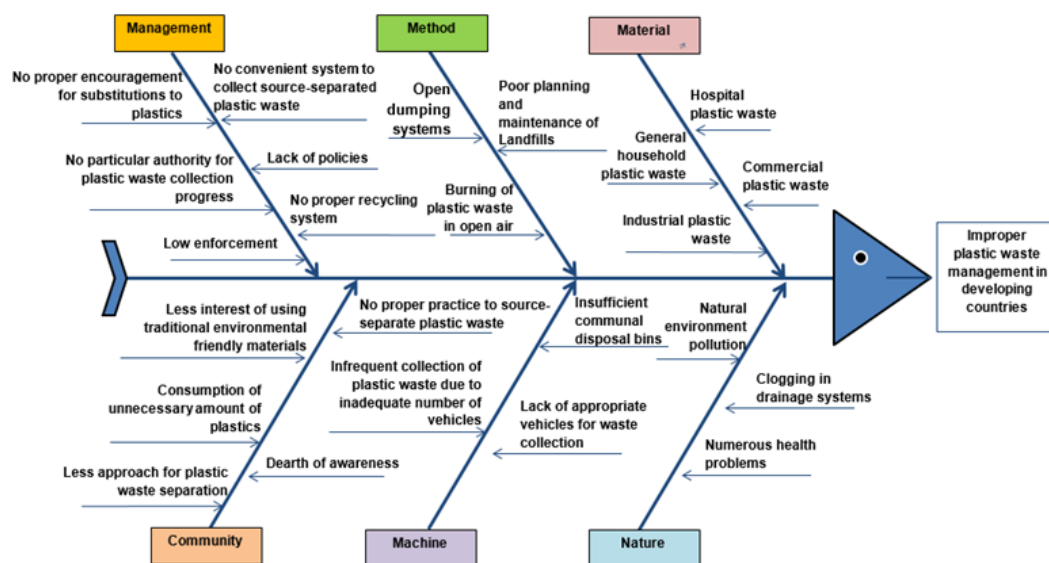 Management
Method
Material
No proper encouragement
for substitutions to
plastics
No convenient system to
collect source-separated
plastic waste
No particular authority for
plastic waste collection
progress
Lack of policies
No proper recycling
system
Low enforcement
Open
dumping
systems
Poor planning
and
maintenance of
Landfills
Burning of
plastic waste
in open air
Hospital
plastic waste
General
household
plastic waste
Commercial
plastic waste
Industrial plastic
waste
Improper
plastic waste
management in
developing
countries
Less interest of using
traditional environmental
friendly materials
No proper practice to source-
separate plastic waste
Consumption of
unnecessary amount of
plastics
Dearth of awareness
Less approach for plastic
waste separation
Insufficient
communal
disposal bins
Infrequent collection of
plastic waste due to
inadequate number of
vehicles
Lack of appropriate
vehicles for waste
collection
Natural
environment
pollution
Clogging in
drainage systems
Numerous health
problems
Community
Machine
Nature